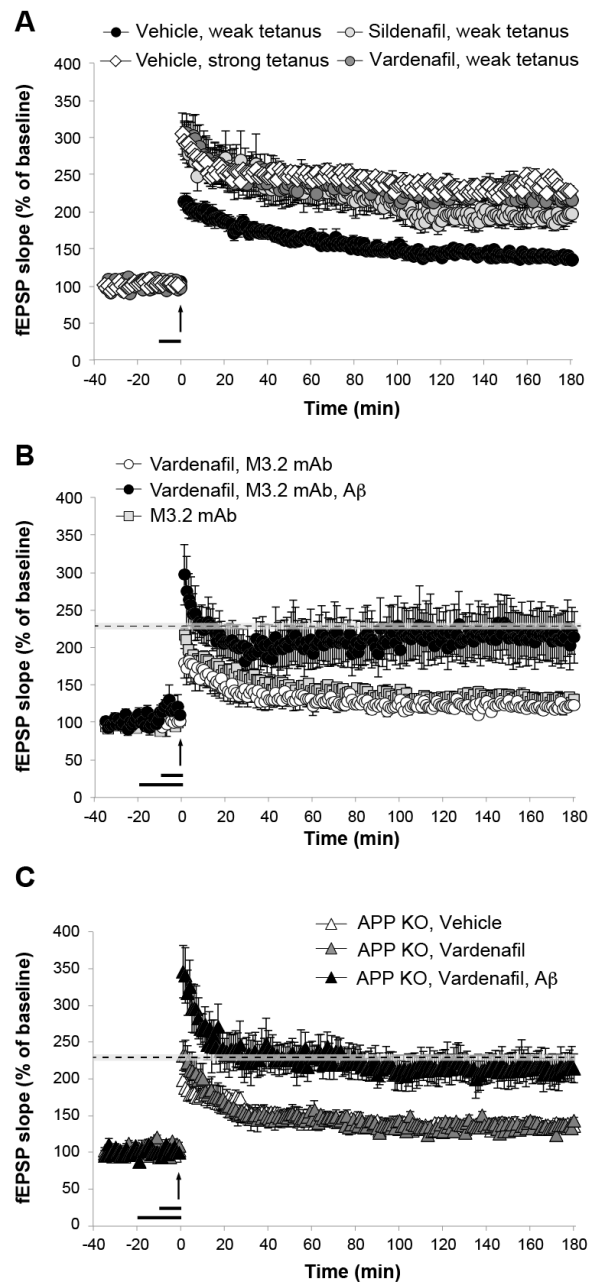 A
Vehicle, weak tetanus
Sildenafil, weak tetanus
Vehicle, strong tetanus
Vardenafil, weak tetanus
fEPSP slope (% of baseline)
400
350
300
250
200
150
100
50
0
-40 -20 0 20 40 60 80 100 120 140 160 180
Time (min)
B
Vardenafil, M3.2 mAb
Vardenafil, M3.2 mAb, Aβ
M3.2 mAb
fEPSP slope (% of baseline)
400
350
300
250
200
150
100
50
0
-40 -20 0 20 40 60 80 100 120 140 160 180
Time (min)
C
APP KO, Vehicle
APP KO, Vardenafil
APP KO, Vardenafil, Aβ
fEPSP slope (% of baseline)
400
350
300
250
200
150
100
50
0
-40 -20 0 20 40 60 80 100 120 140 160 180
Time (min)